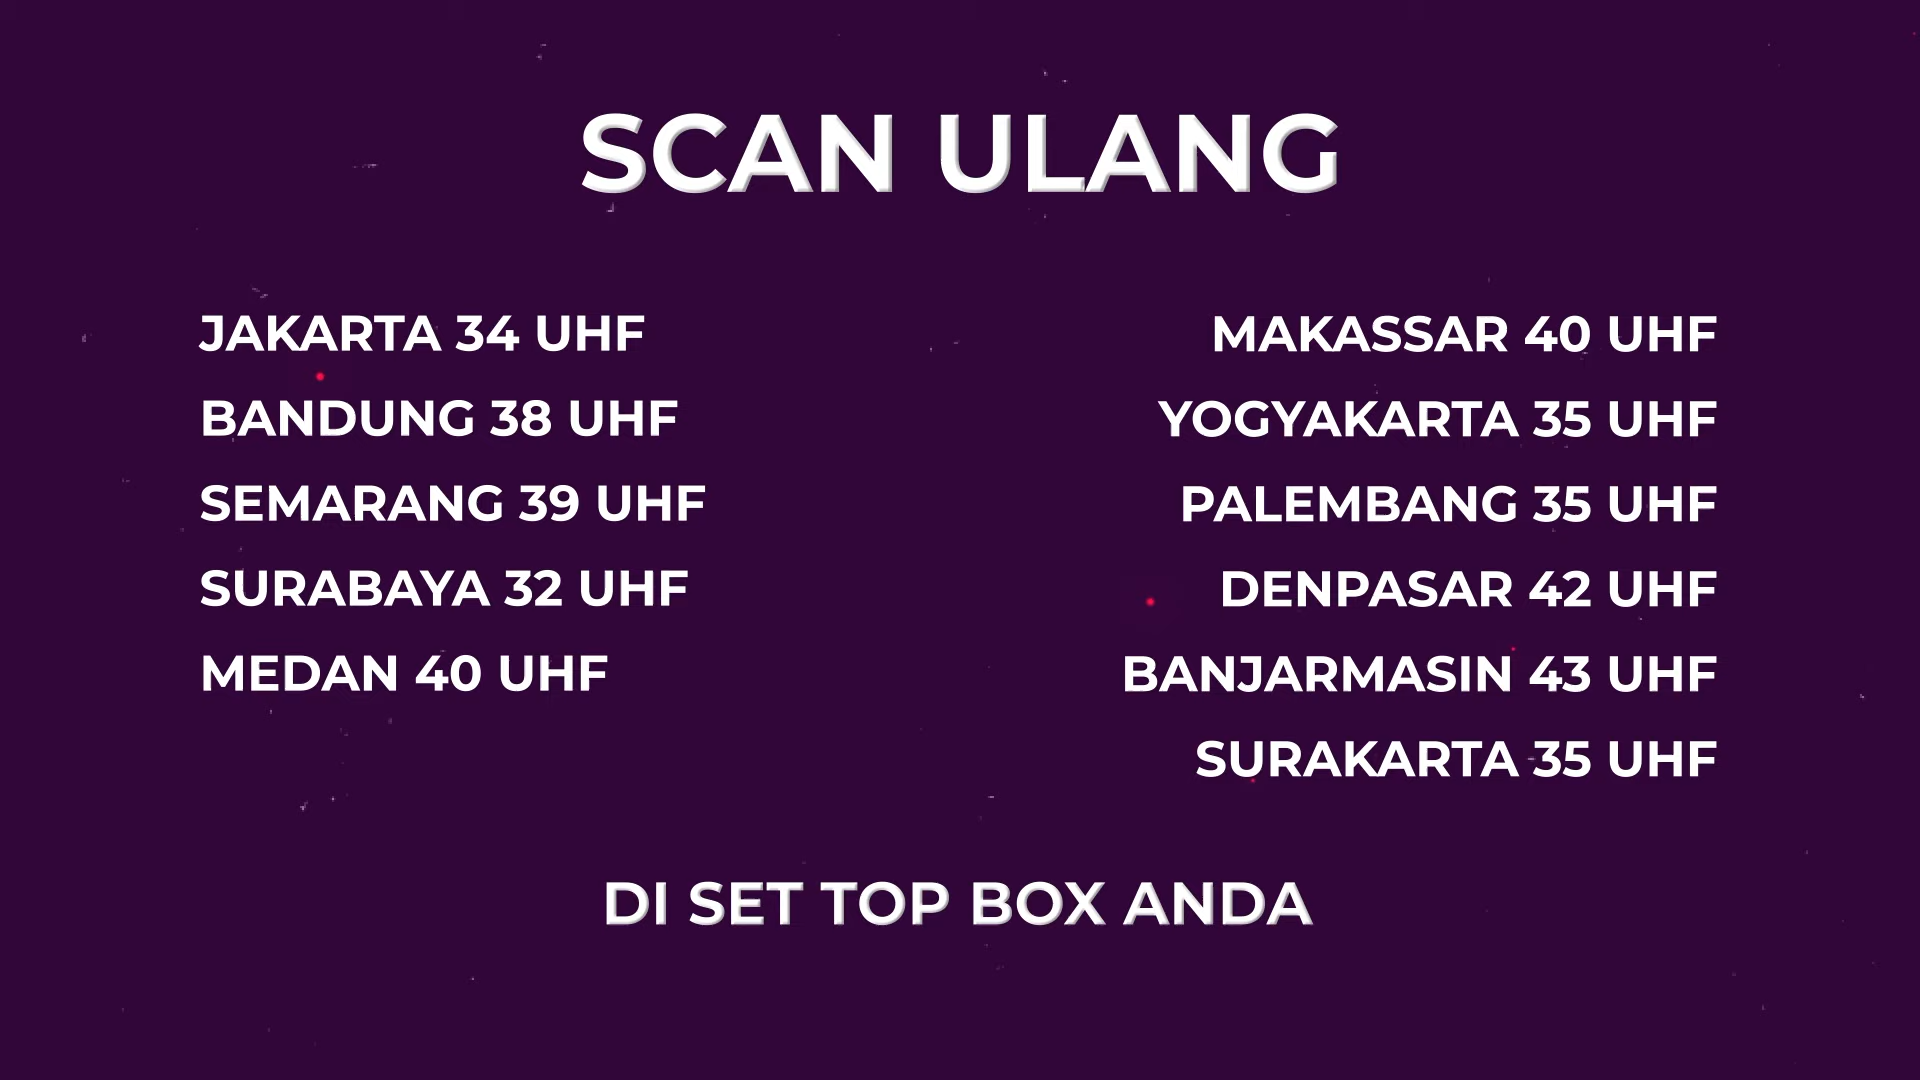 SCAN ULANG
JAKARTA 34 UHF
BANDUNG 38 UHF
SEMARANG 39 UHF
SURABAYA 32 UHF
MEDAN 40 UHF
MAKASSAR 40 UHF
YOGYAKARTA 35 UHF
PALEMBANG 35 UHF
DENPASAR 42 UHF
BANJARMASIN 43 UHF
SURAKARTA 35 UHF
DI SET TOP BOX ANDA